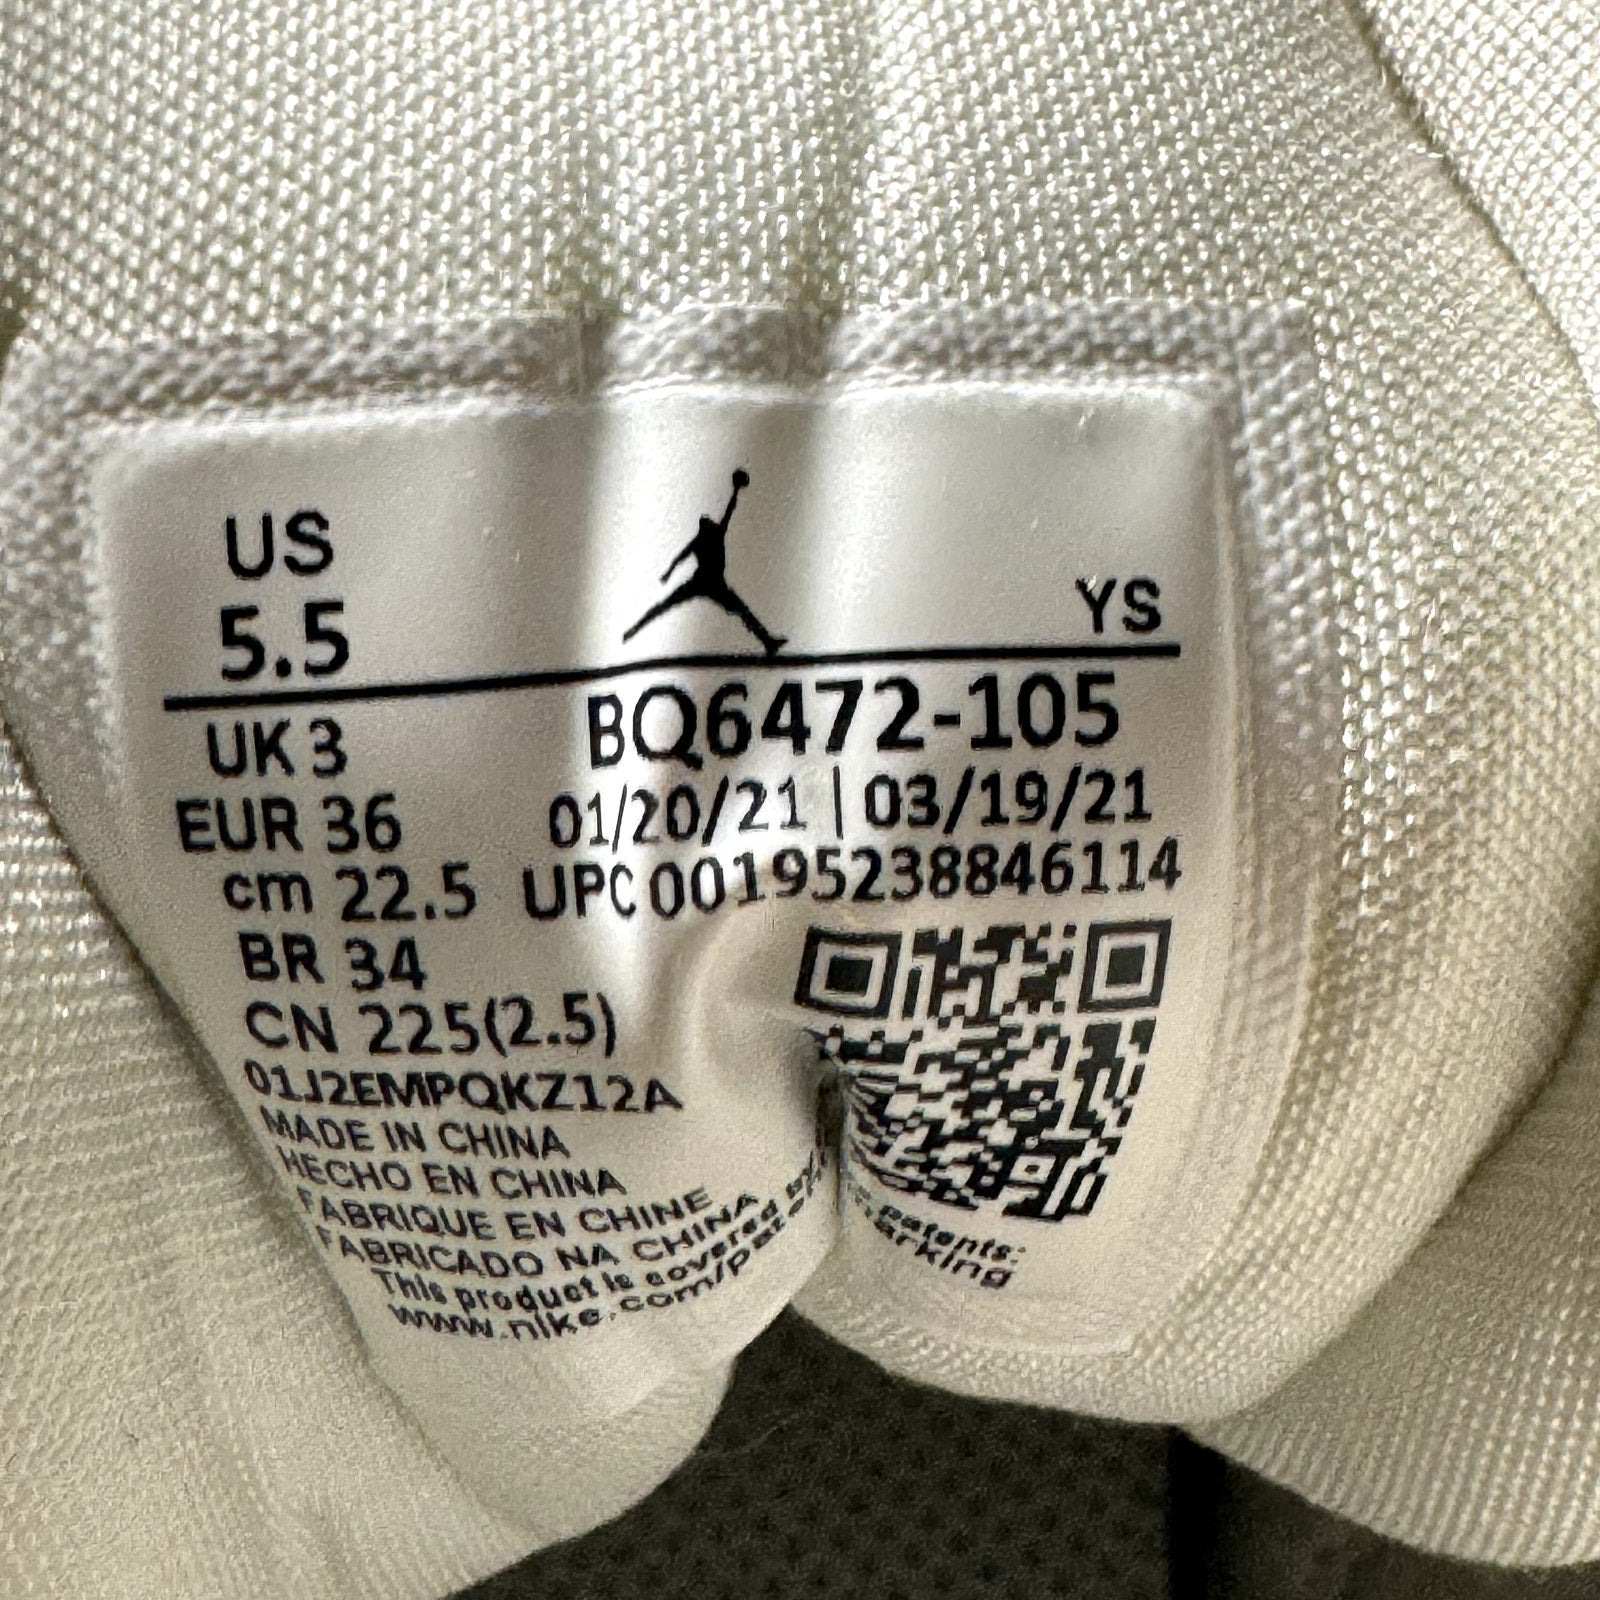 US
5.5
YS
UK 3
BQ6472-105
EUR 36
01/20/21 | 03/19/21
cm 22.5
UPC 00195238846114
BR 34
CN 225(2.5)
01J2EMPQKZ12A
MADE IN CHINA
HECHO EN CHINA
FABRIQUE EN CHINE
FABRICADO NA CHINA
This product is covered by patents:
www.nike.com/ marking